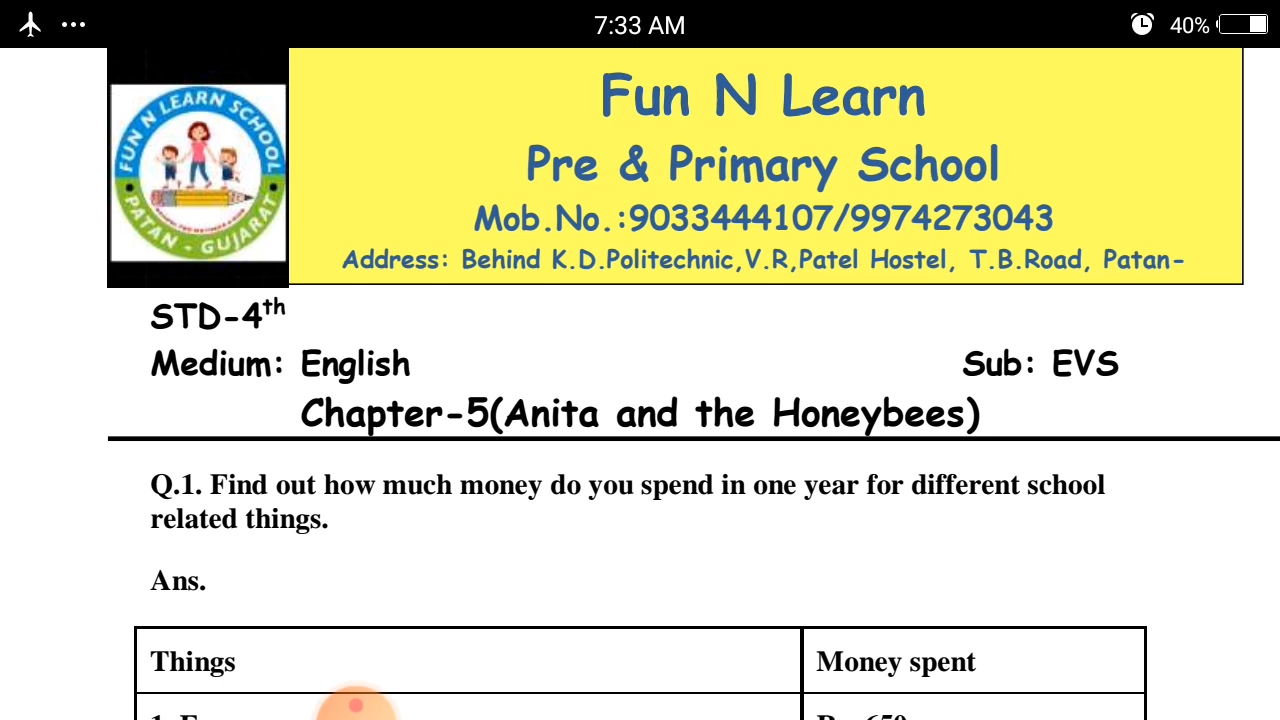 7:33 AM
40%
FUN N LEARN SCHOOL
PATAN - GUJARAT
Fun N Learn
Pre & Primary School
Mob.No.:9033444107/9974273043
Address: Behind K.D.Politechnic,V.R,Patel Hostel, T.B.Road, Patan-
STD-4th
Medium: English Sub: EVS
Chapter-5(Anita and the Honeybees)
Q.1. Find out how much money do you spend in one year for different school
related things.
Ans.
Things Money spent